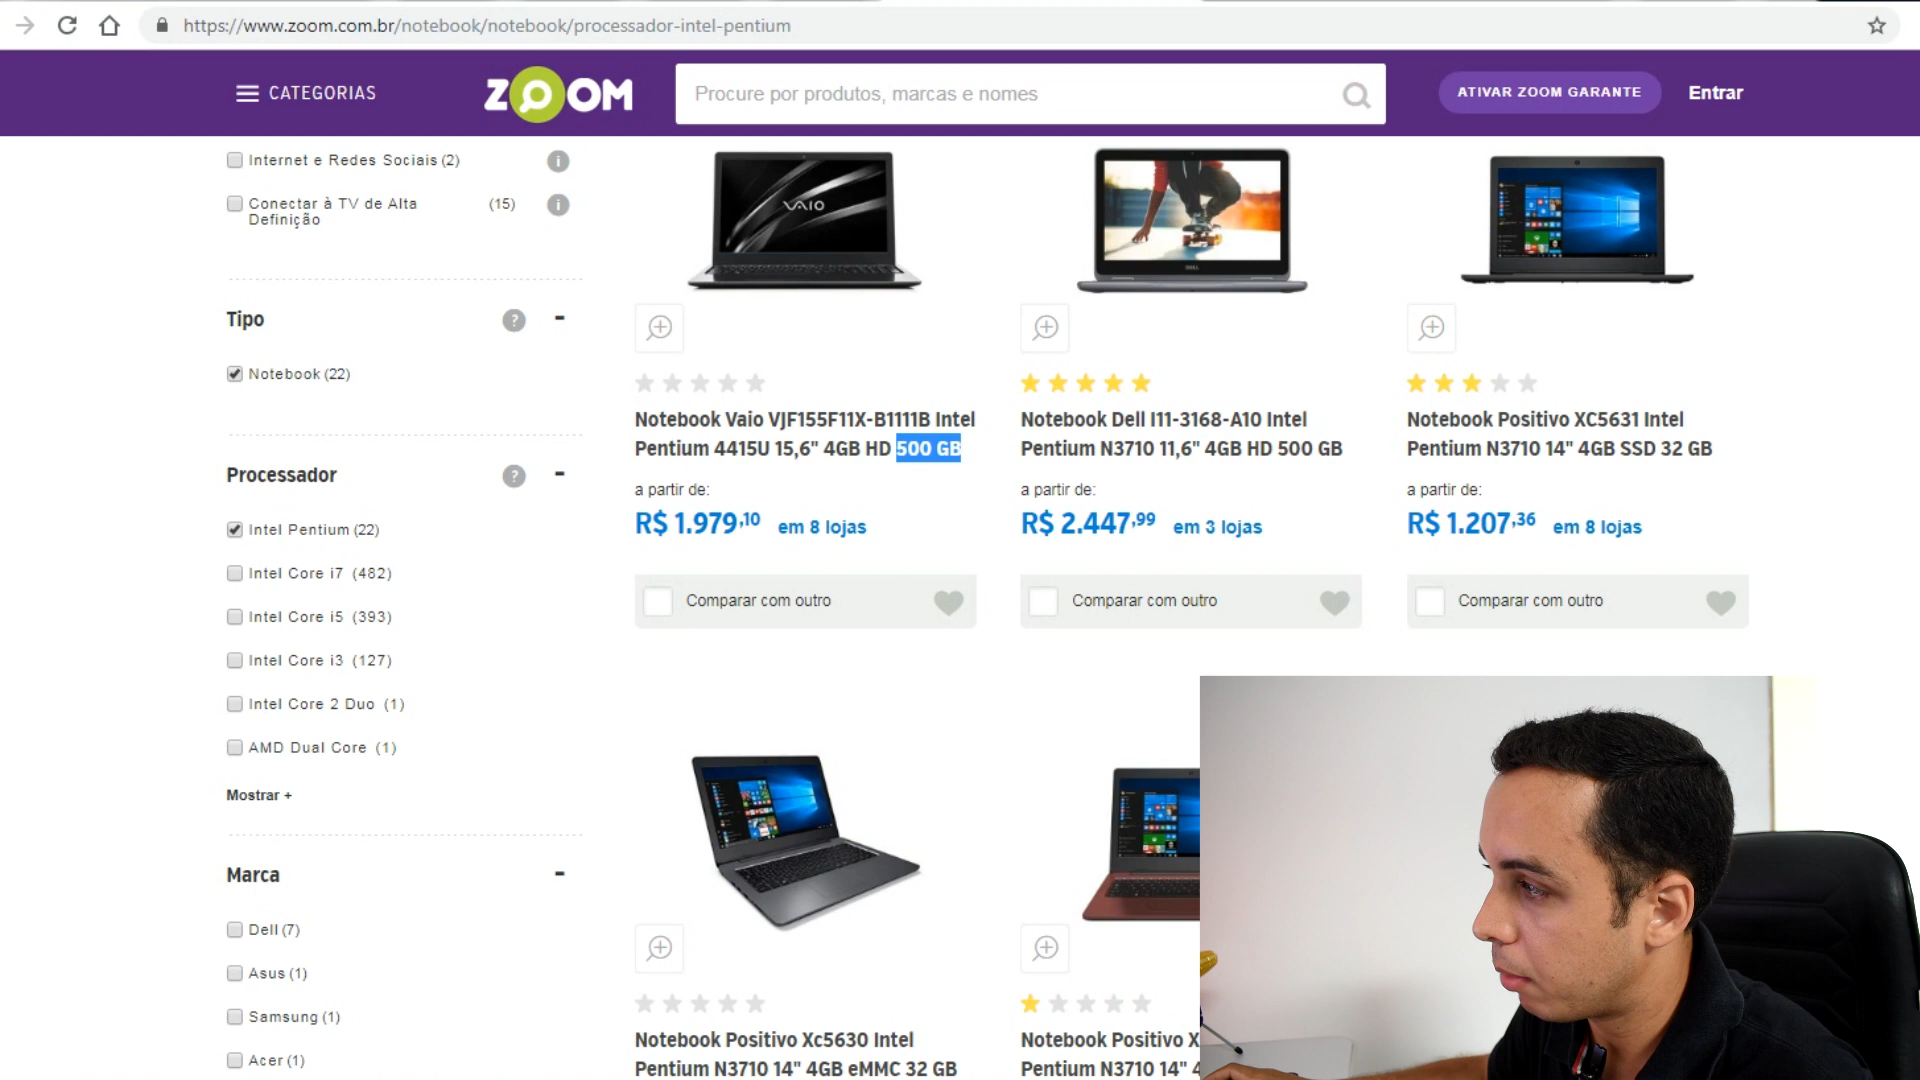 https://www.zoom.com.br/notebook/notebook/processador-intel-pentium
CATEGORIAS
ZOOM
Procure por produtos, marcas e nomes
ATIVAR ZOOM GARANTE
Entrar
Internet e Redes Sociais (2)
Conectar à TV de Alta
Definição
(15)
Tipo
Notebook (22)
Processador
Intel Pentium (22)
Intel Core i7 (482)
Intel Core i5 (393)
Intel Core i3 (127)
Intel Core 2 Duo (1)
AMD Dual Core (1)
Mostrar +
Marca
Dell (7)
Asus (1)
Samsung (1)
Acer (1)
VAIO
Notebook Vaio VJF155F11X-B1111B Intel
Pentium 4415U 15,6" 4GB HD 500 GB
a partir de:
R$ 1.979,10 em 8 lojas
Comparar com outro
DELL
Notebook Dell I11-3168-A10 Intel
Pentium N3710 11,6" 4GB HD 500 GB
a partir de:
R$ 2.447,99 em 3 lojas
Comparar com outro
Notebook Positivo XC5631 Intel
Pentium N3710 14" 4GB SSD 32 GB
a partir de:
R$ 1.207,36 em 8 lojas
Comparar com outro
Notebook Positivo Xc5630 Intel
Pentium N3710 14" 4GB eMMC 32 GB
Notebook Positivo X
Pentium N3710 14" 4